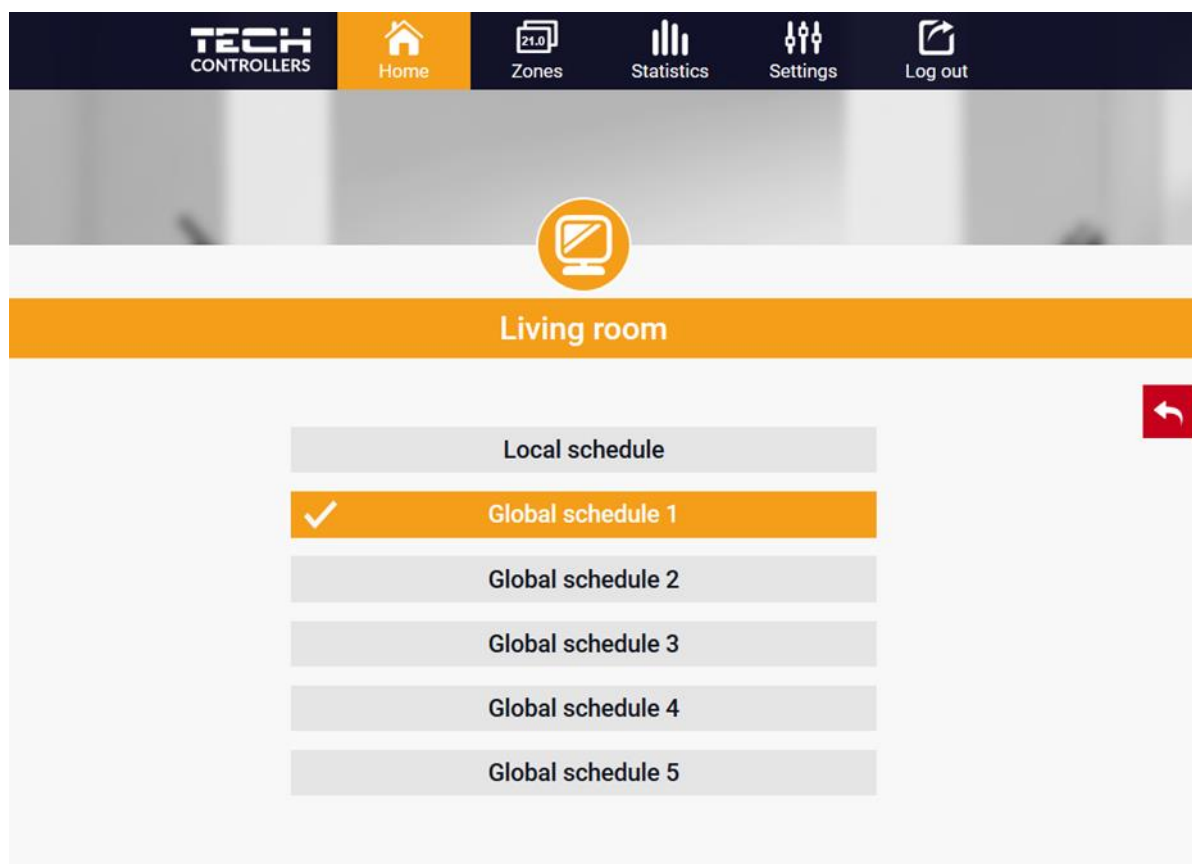 TECH
CONTROLLERS
Home
21.0
Zones
Statistics
Settings
Log out
Living room
Local schedule
Global schedule 1
Global schedule 2
Global schedule 3
Global schedule 4
Global schedule 5